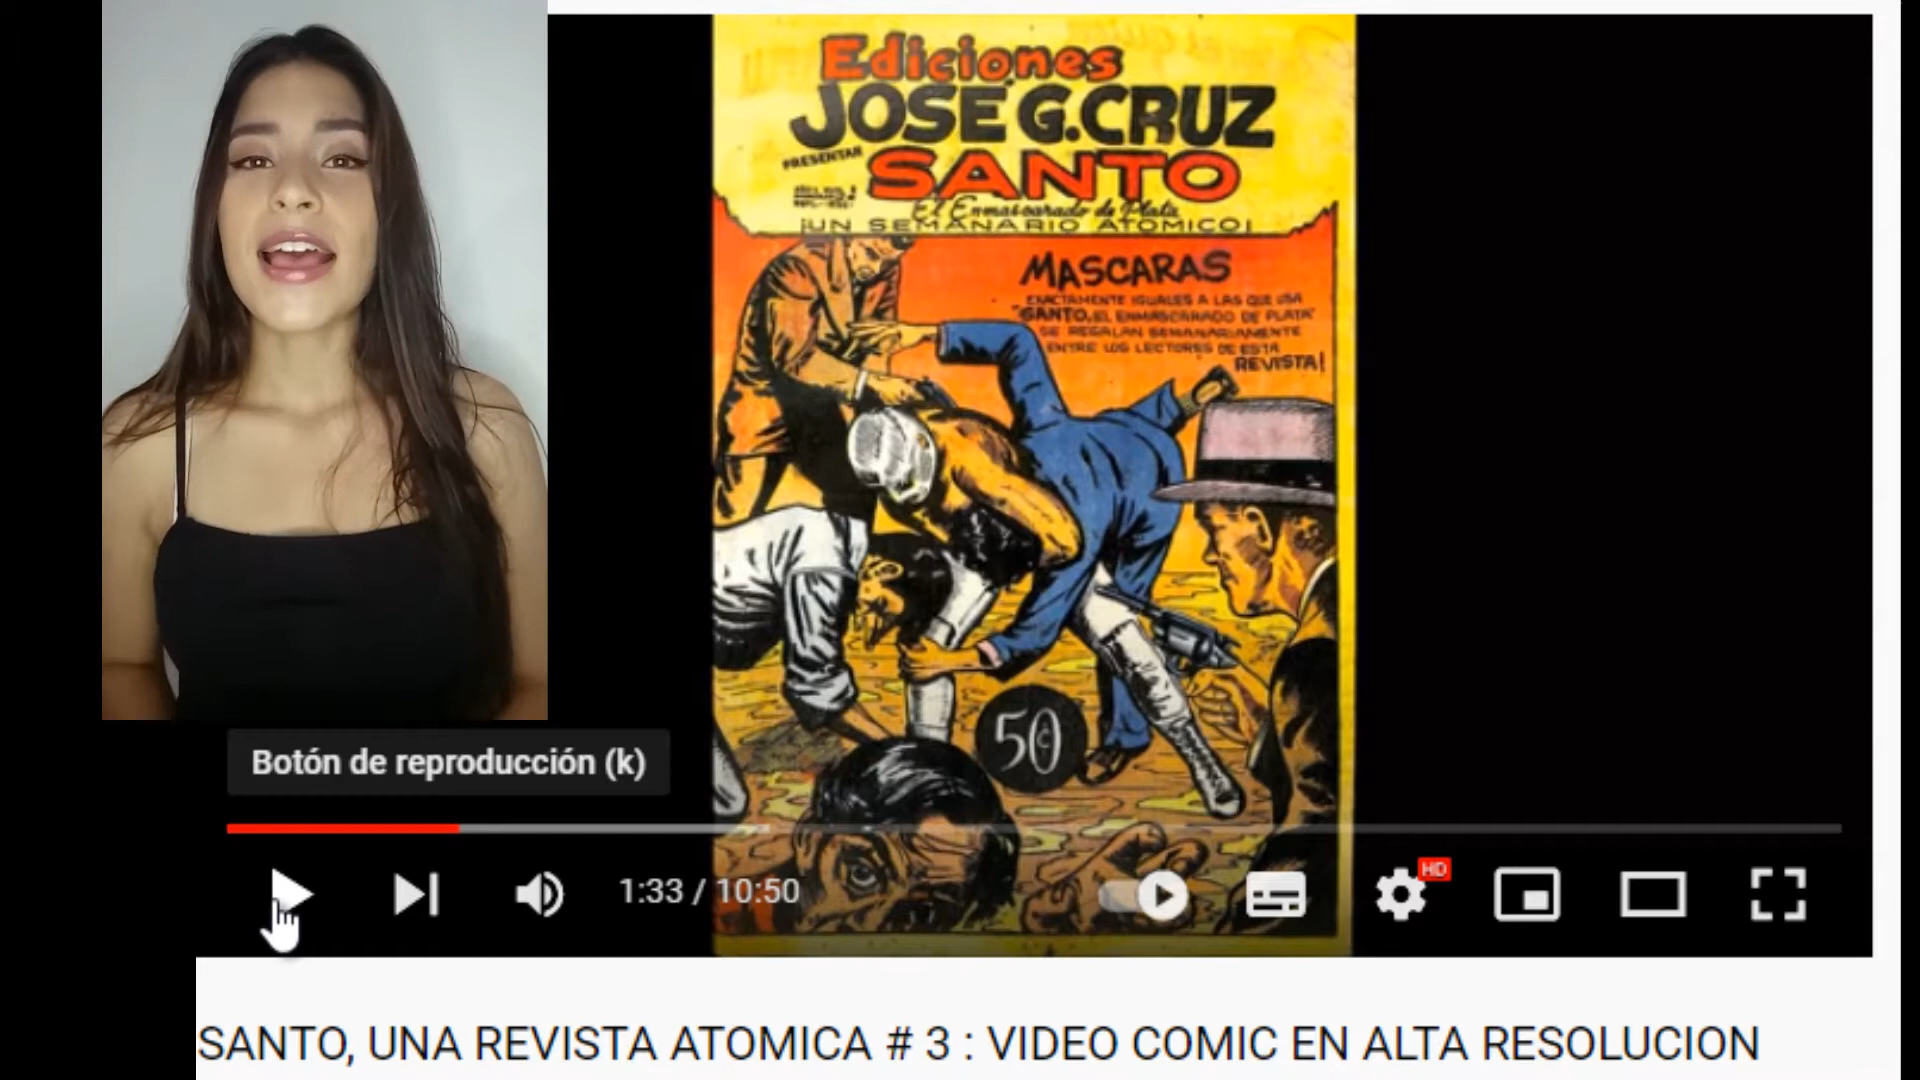 Ediciones
JOSE G. CRUZ
PRESENTAN
SANTO
El Enmascarado de Plata
¡UN SEMANARIO ATOMICO!
MASCARAS
EXACTAMENTE IGUALES A LAS QUE USA
"SANTO, EL ENMASCARADO DE PLATA"
SE REGALAN SEMANARIAMENTE
ENTRE LOS LECTORES DE ESTA
REVISTA!
50¢
Botón de reproducción (k)
1:33 / 10:50
HD
SANTO, UNA REVISTA ATOMICA # 3 : VIDEO COMIC EN ALTA RESOLUCION